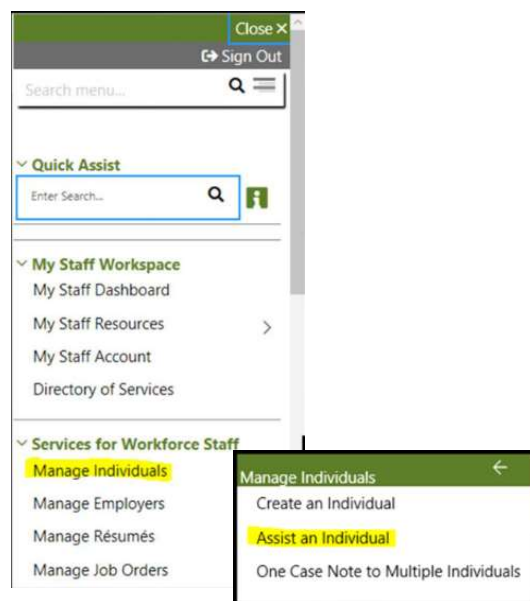 Close ×
Sign Out
Search menu...
Quick Assist
Enter Search...
My Staff Workspace
My Staff Dashboard
My Staff Resources
My Staff Account
Directory of Services
Services for Workforce Staff
Manage Individuals
Manage Employers
Manage Résumés
Manage Job Orders
Manage Individuals
Create an Individual
Assist an Individual
One Case Note to Multiple Individuals